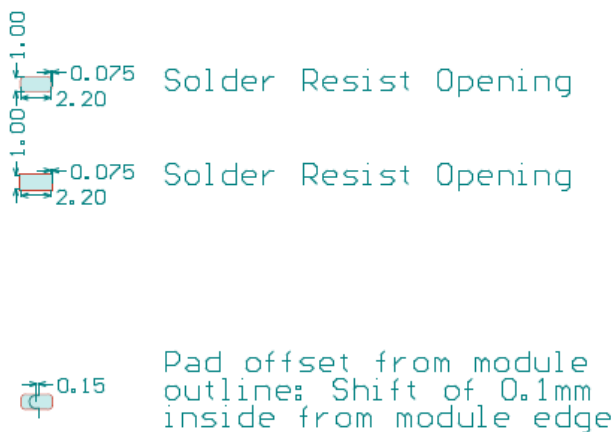 1.00
0.075 Solder Resist Opening
2.20
1.00
0.075 Solder Resist Opening
2.20
Pad offset from module
0.15 outline: Shift of 0.1mm
inside from module edge